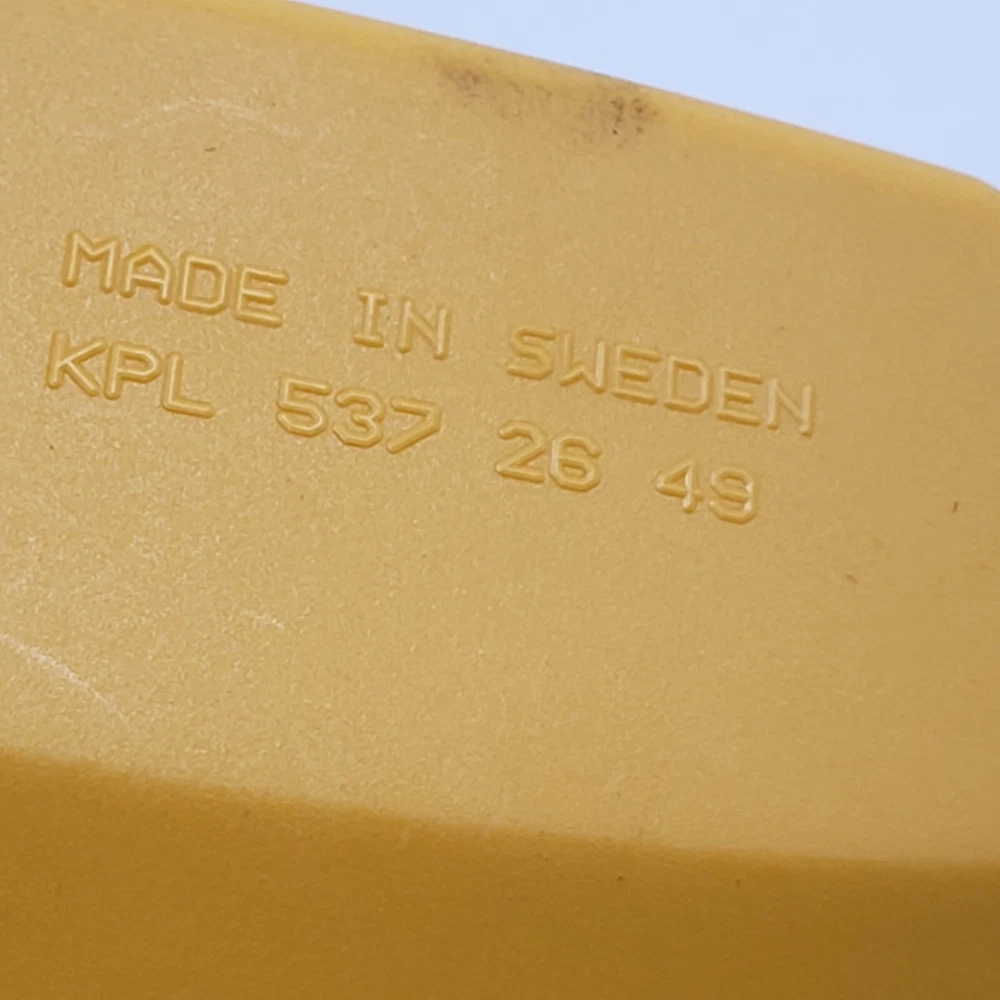 MADE IN SWEDEN
KPL 537 26 49